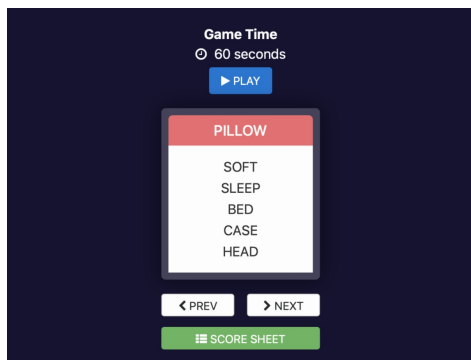 Game Time
60 seconds
PLAY
PILLOW
SOFT
SLEEP
BED
CASE
HEAD
PREV
NEXT
SCORE SHEET